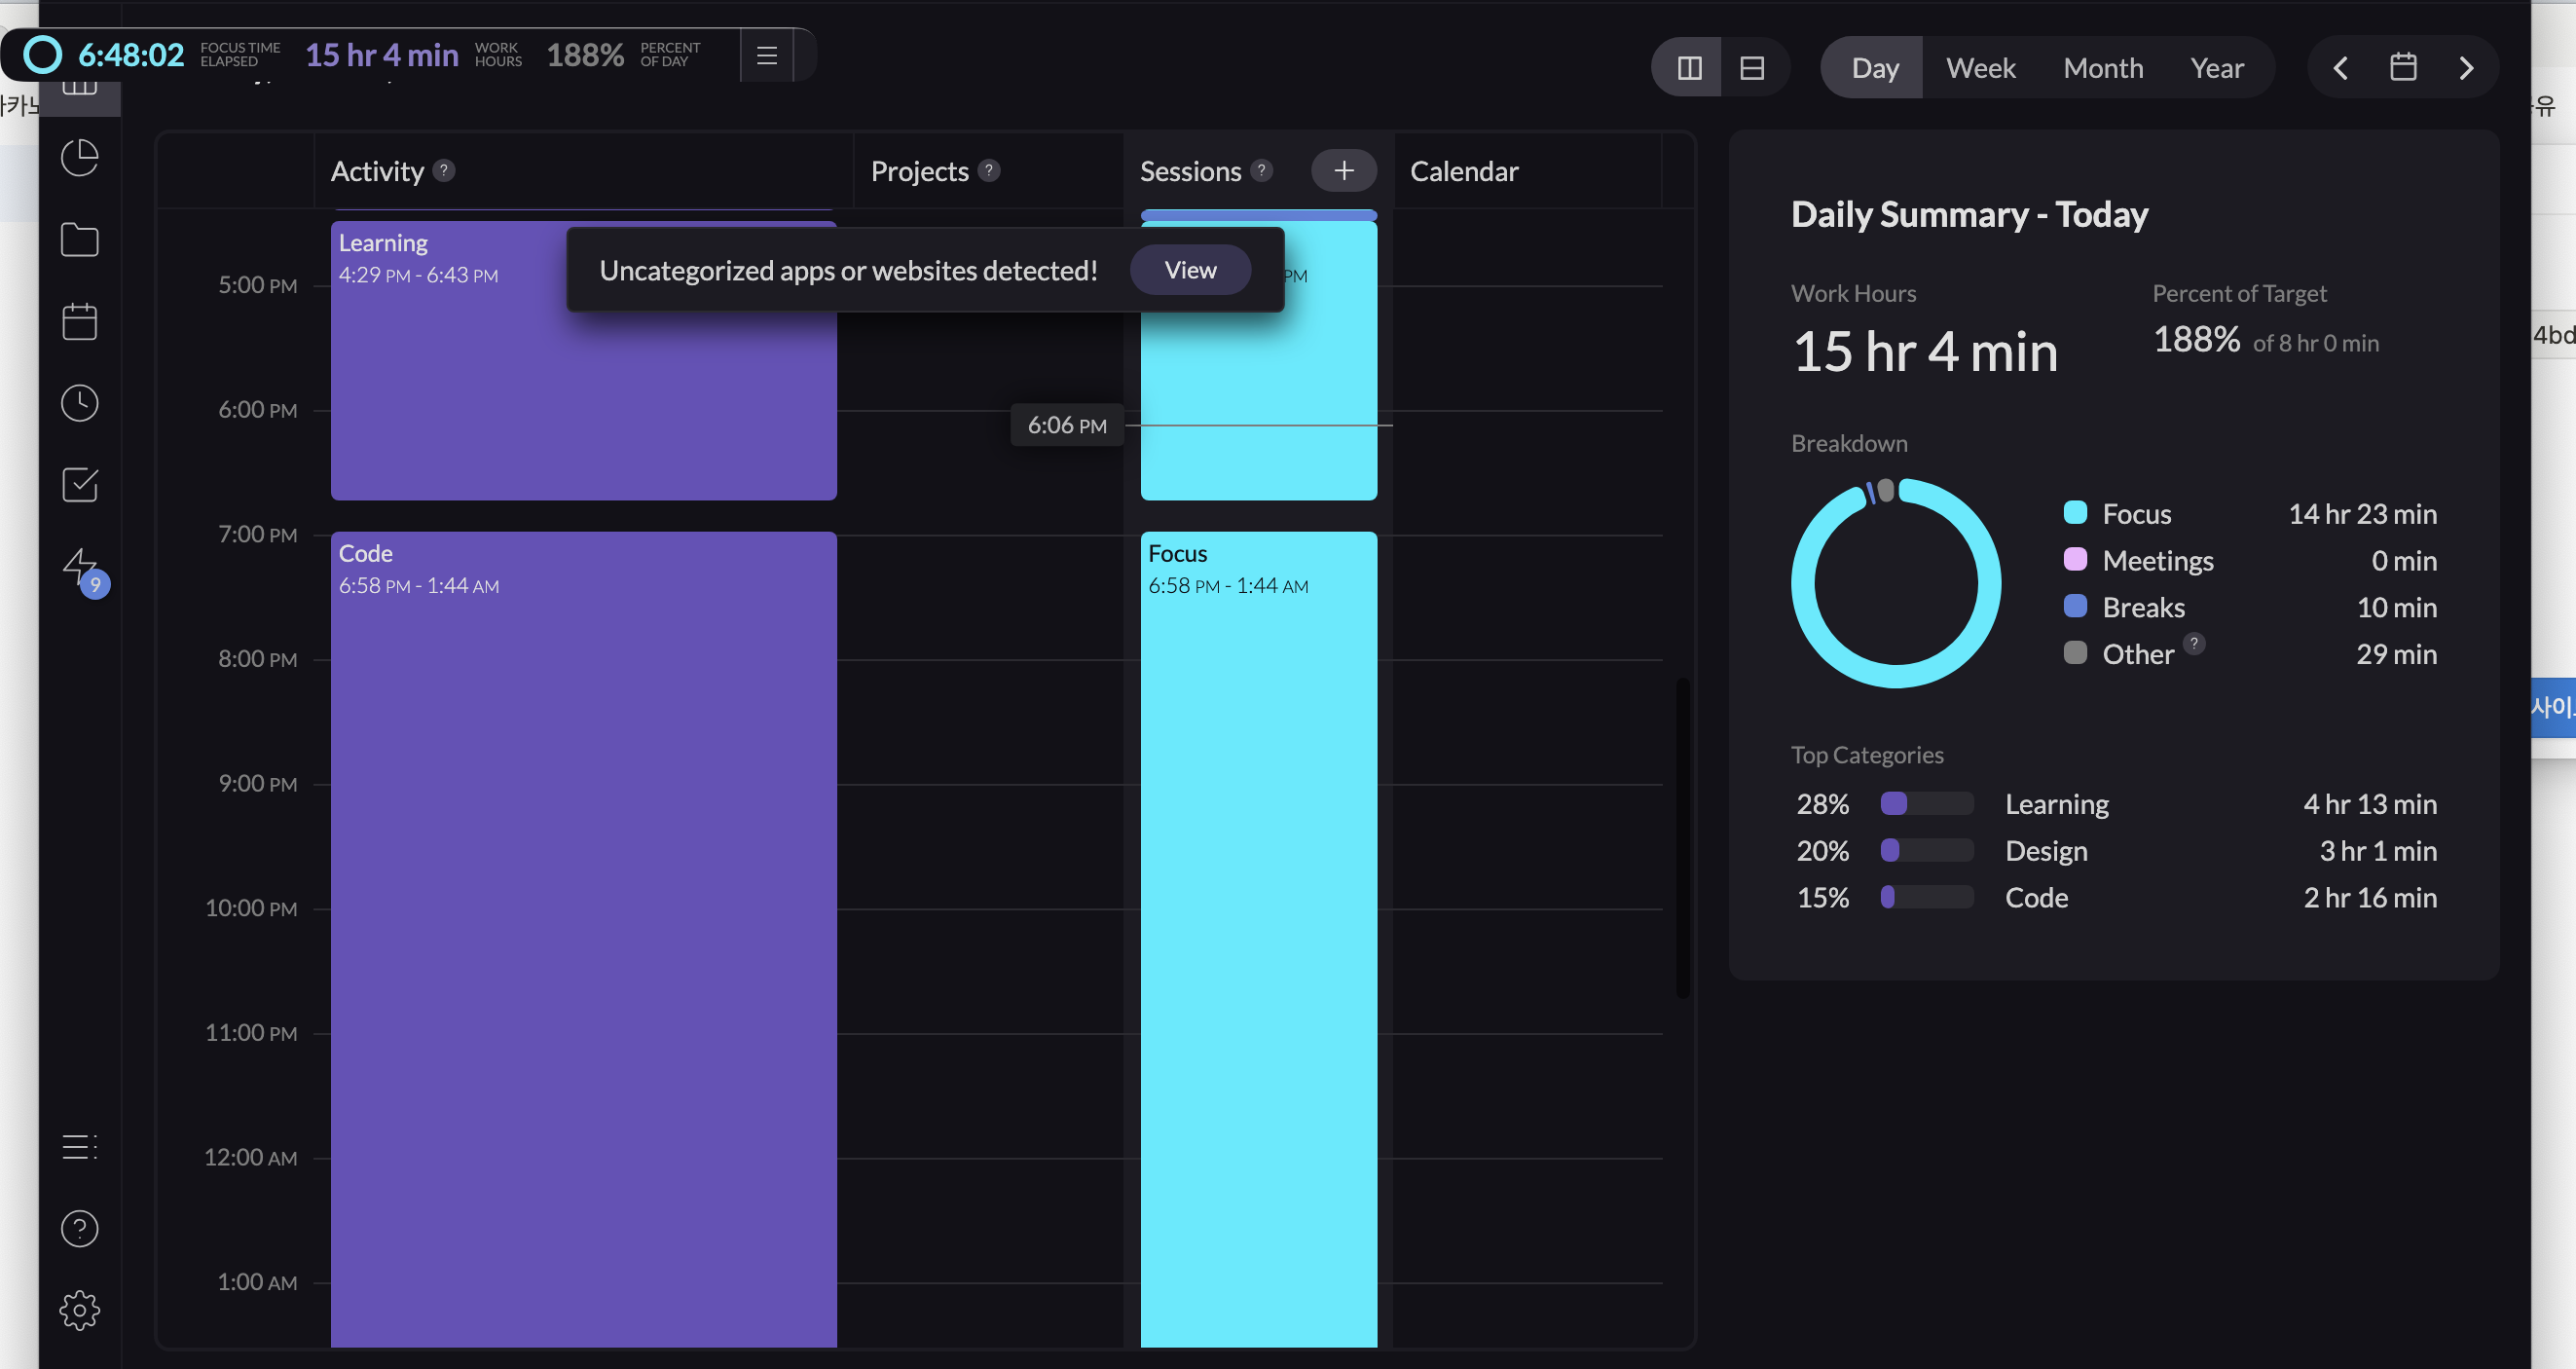 6:48:02 FOCUS TIME ELAPSED 15 hr 4 min WORK HOURS 188% PERCENT OF DAY
Day Week Month Year
Activity ? Projects ? Sessions ? + Calendar
Learning
4:29 PM - 6:43 PM
PM
Uncategorized apps or websites detected! View
5:00 PM
6:00 PM
6:06 PM
7:00 PM
Code
6:58 PM - 1:44 AM
Focus
6:58 PM - 1:44 AM
8:00 PM
9:00 PM
10:00 PM
11:00 PM
12:00 AM
1:00 AM
9
?
Daily Summary - Today
Work Hours
15 hr 4 min
Percent of Target
188% of 8 hr 0 min
Breakdown
Focus 14 hr 23 min
Meetings 0 min
Breaks 10 min
Other ? 29 min
Top Categories
28% Learning 4 hr 13 min
20% Design 3 hr 1 min
15% Code 2 hr 16 min
유
4bd
사이